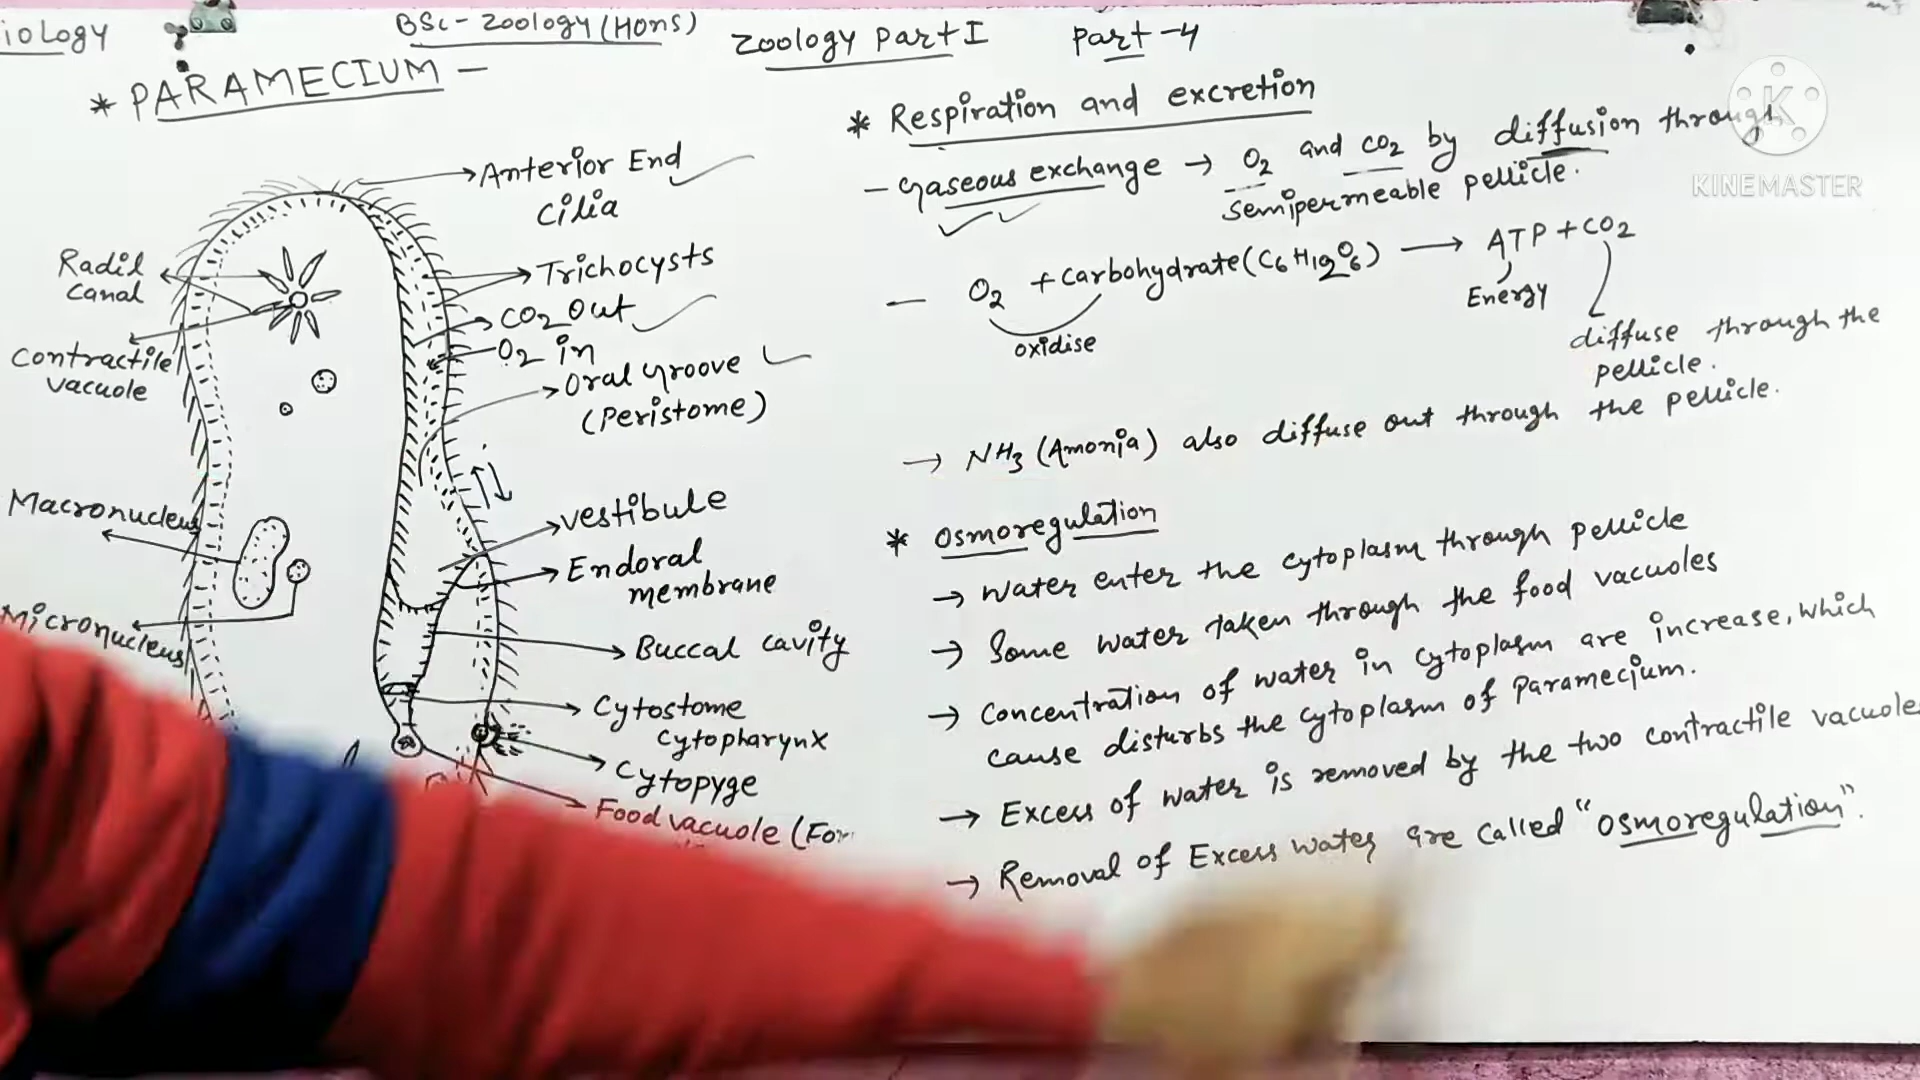 BSc - Zoology (Hons)
Zoology Part I Part - 4
* PARAMECIUM -
Anterior End
Cilia
Radil
canal
Trichocysts
CO2 out
O2 in
contractile
vacuole
Oral groove
(Peristome)
Macronucleus
vestibule
Endoral
membrane
Micronucleus
Buccal cavity
Cytostome
Cytopharynx
Cytopyge
Food vacuole (For
* Respiration and excretion
- Gaseous exchange → O2 and CO2 by diffusion through
semipermeable pellicle.
- O2 + Carbohydrate (C6H12O6) → ATP + CO2
oxidise
Energy
diffuse through the
pellicle.
→ NH3 (Amonia) also diffuse out through the pellicle.
* Osmoregulation
→ Water enter the cytoplasm through pellicle
→ Some water taken through the food vacuoles
→ Concentration of water in cytoplasm are increase, which
cause disturbs the cytoplasm of Paramecium.
→ Excess of water is removed by the two contractile vacuole
→ Removal of Excess water are called "Osmoregulation".
K
KINEMASTER